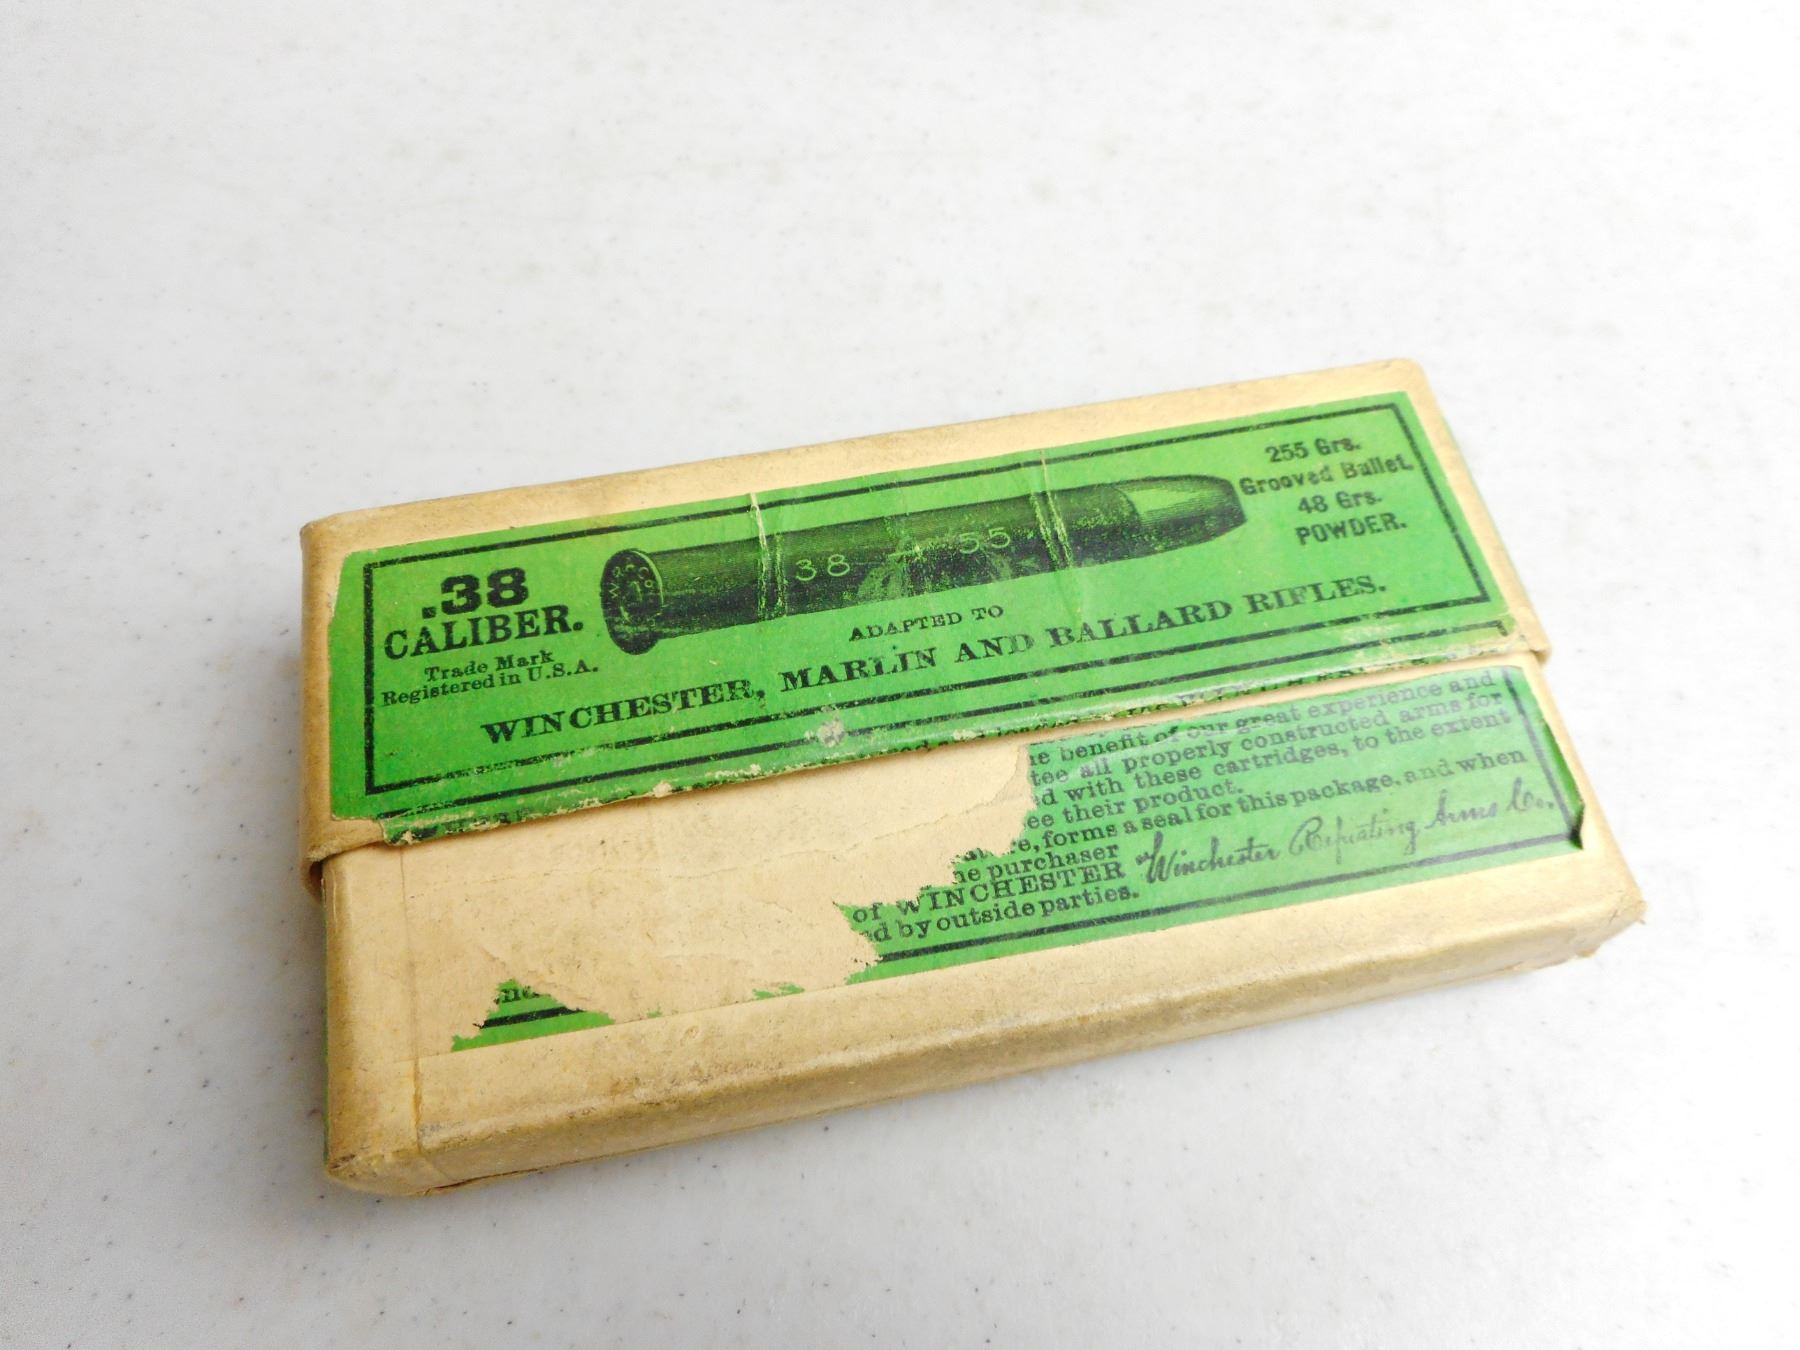 .38
CALIBER.
Trade Mark
Registered in U.S.A.
38 55
255 Grs.
Grooved Bullet,
48 Grs.
POWDER.
ADAPTED TO
WINCHESTER, MARLIN AND BALLARD RIFLES.
benefit of our great experience and
all properly constructed arms for
with these cartridges, to the extent
their product.
forms a seal for this package, and when
purchaser
of WINCHESTER Winchester Repeating Arms Co.
by outside parties.